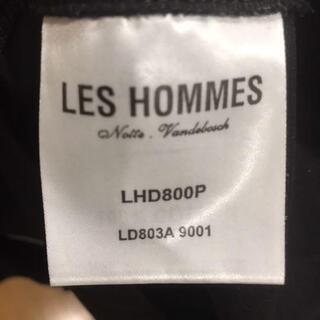 LES HOMMES
Notte . Vandebosch
LHD800P
LD803A 9001